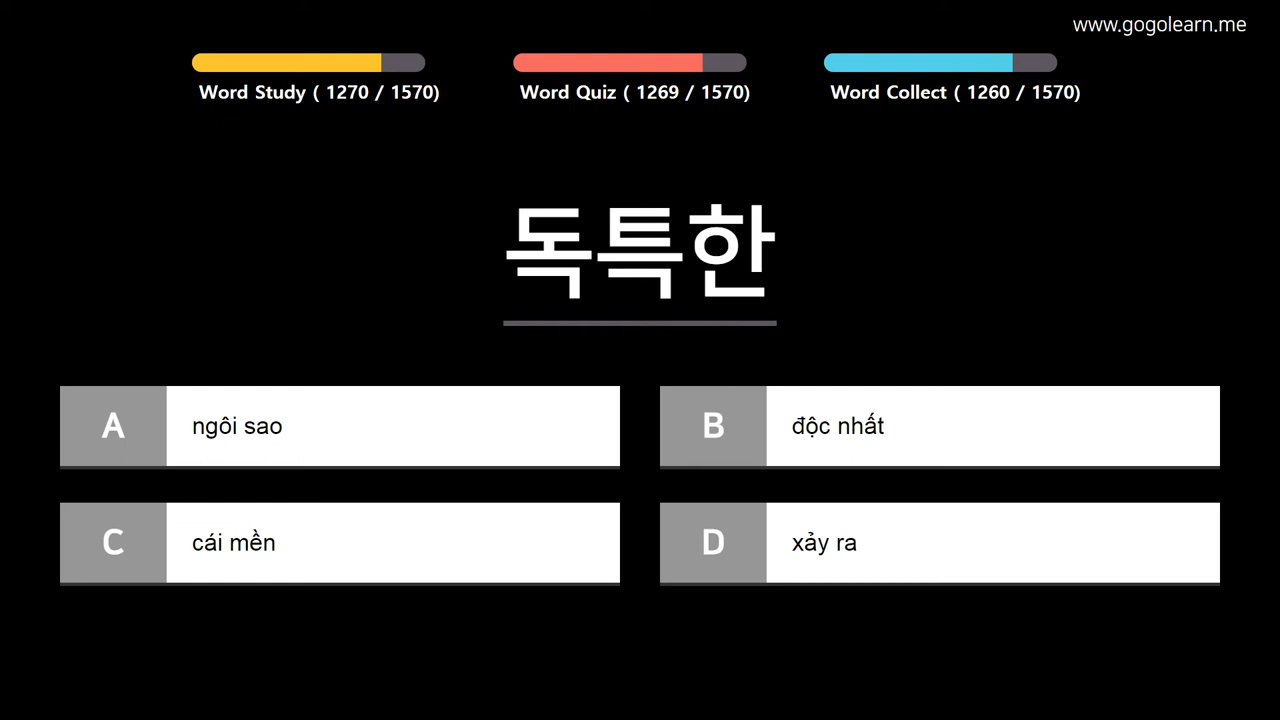 www.gogolearn.me
Word Study ( 1270 / 1570)
Word Quiz ( 1269 / 1570)
Word Collect ( 1260 / 1570)
독특한
A ngôi sao
B độc nhất
C cái mền
D xảy ra